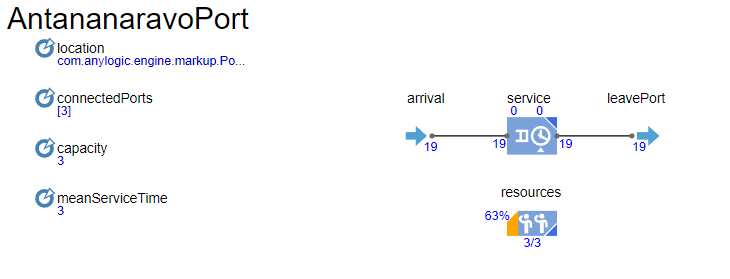 AntananaravoPort
location
com.anylogic.engine.markup.Po...
connectedPorts
[3]
capacity
3
meanServiceTime
3
arrival
service
leavePort
0 0
19
19
19
19
resources
63%
3/3